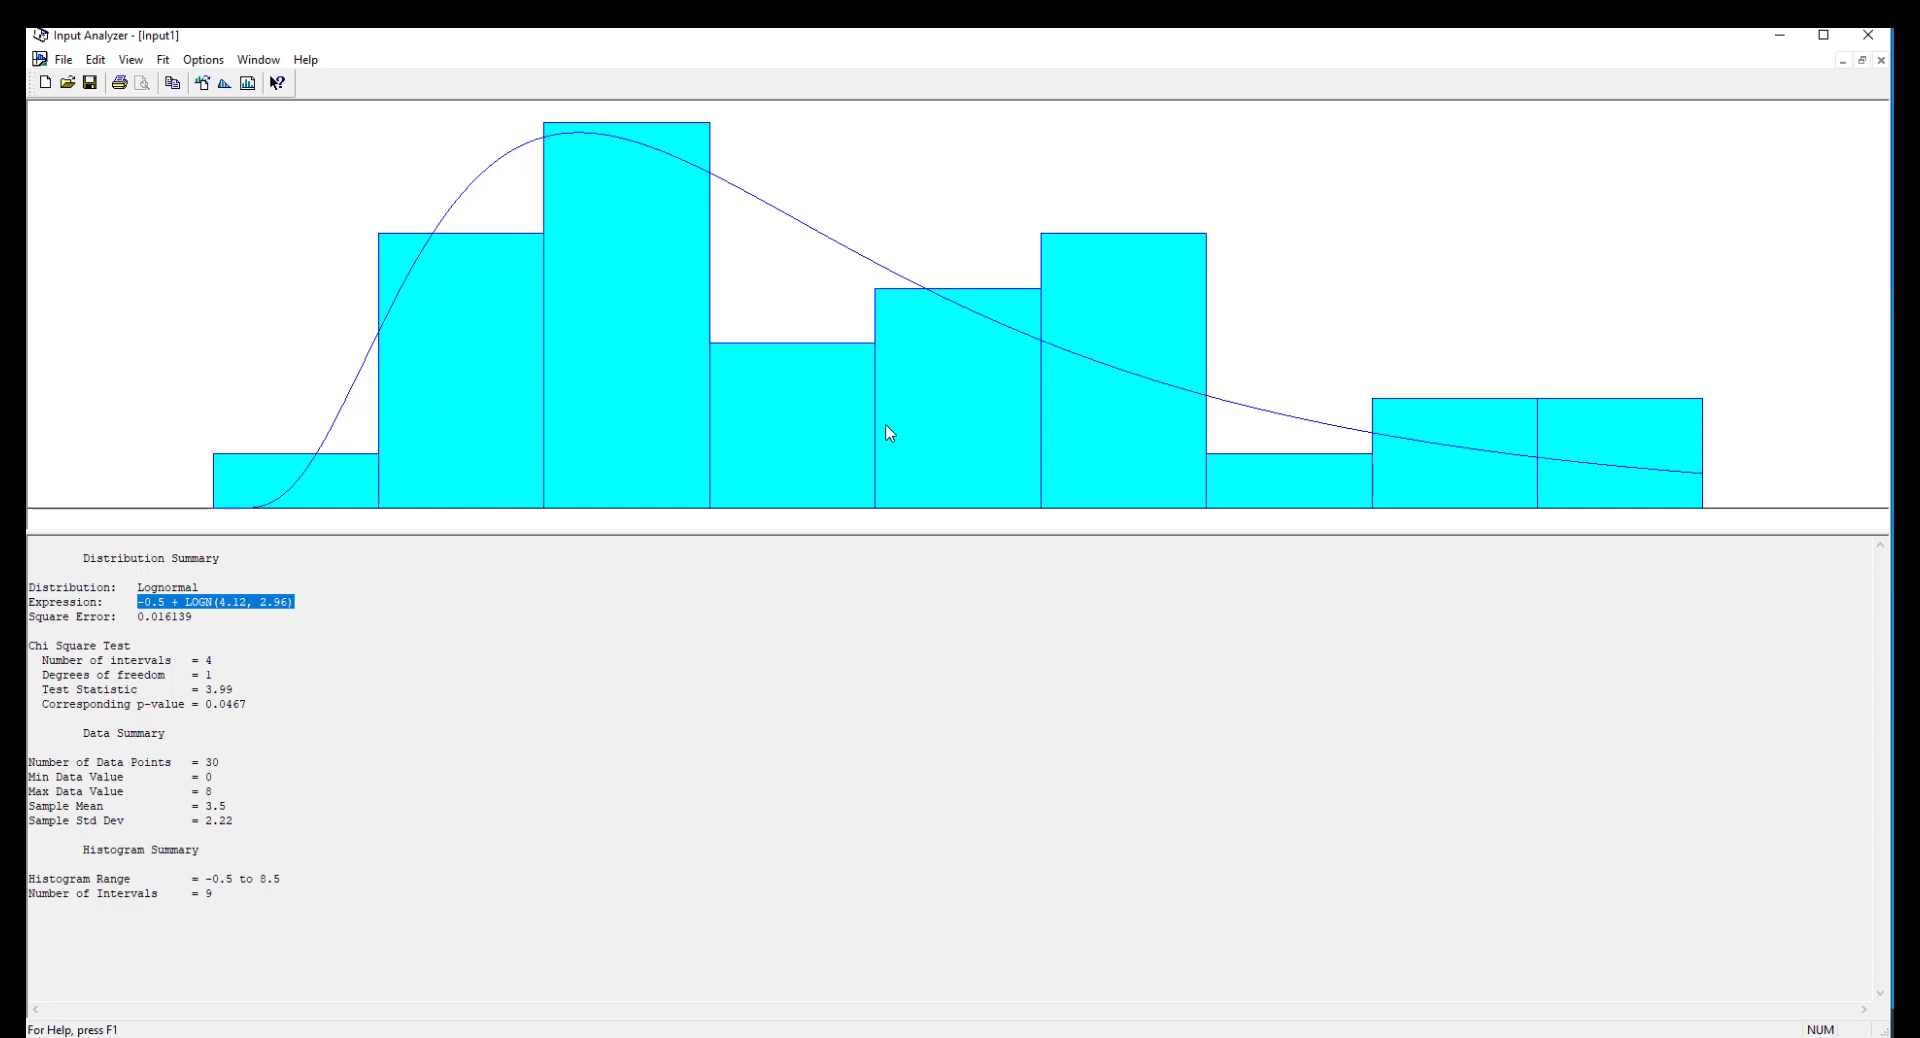 Input Analyzer - [Input1]
File Edit View Fit Options Window Help
Distribution Summary
Distribution: Lognormal
Expression: -0.5 + LOGN(4.12, 2.96)
Square Error: 0.016139
Chi Square Test
Number of intervals = 4
Degrees of freedom = 1
Test Statistic = 3.99
Corresponding p-value = 0.0467
Data Summary
Number of Data Points = 30
Min Data Value = 0
Max Data Value = 8
Sample Mean = 3.5
Sample Std Dev = 2.22
Histogram Summary
Histogram Range = -0.5 to 8.5
Number of Intervals = 9
For Help, press F1 NUM